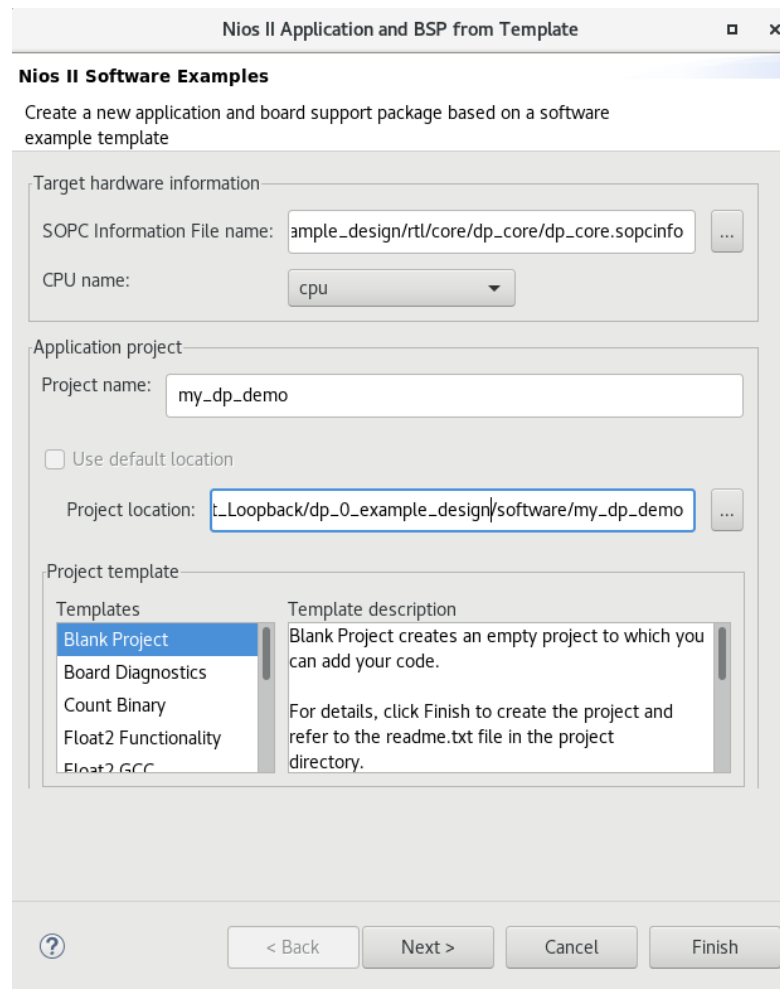 Nios II Application and BSP from Template
Nios II Software Examples
Create a new application and board support package based on a software
example template
Target hardware information
SOPC Information File name:
ample_design/rtl/core/dp_core/dp_core.sopcinfo
...
CPU name:
cpu
Application project
Project name:
my_dp_demo
Use default location
Project location:
t_Loopback/dp_0_example_design/software/my_dp_demo
...
Project template
Templates
Template description
Blank Project
Board Diagnostics
Count Binary
Float2 Functionality
Float2 GCC
Blank Project creates an empty project to which you
can add your code.
For details, click Finish to create the project and
refer to the readme.txt file in the project
directory.
?
< Back
Next >
Cancel
Finish